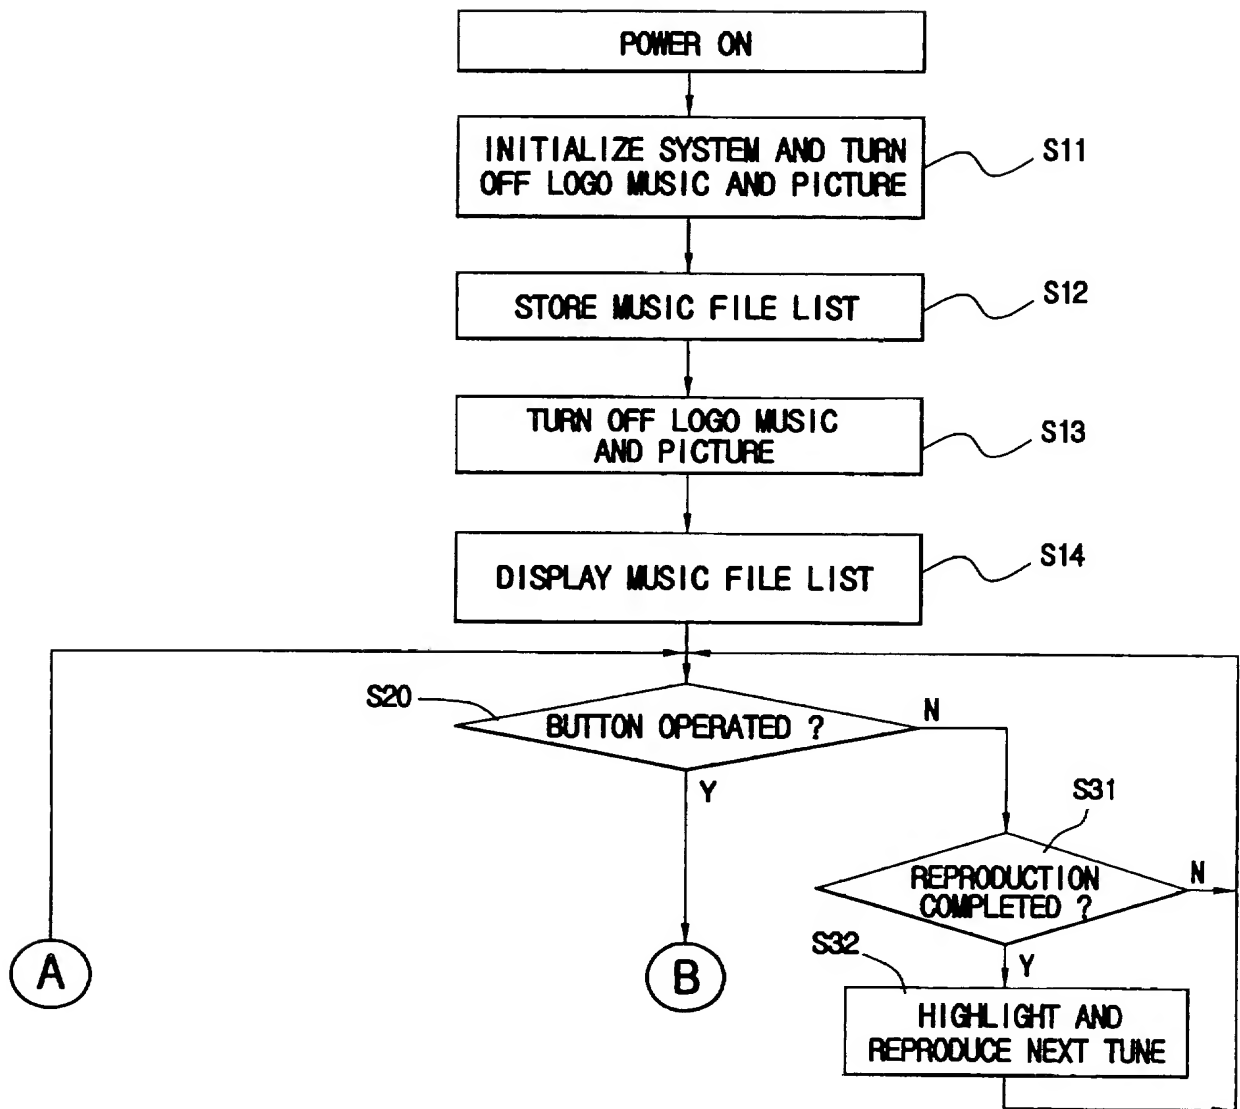 POWER ON
INITIALIZE SYSTEM AND TURN
OFF LOGO MUSIC AND PICTURE
S11
STORE MUSIC FILE LIST
S12
TURN OFF LOGO MUSIC
AND PICTURE
S13
DISPLAY MUSIC FILE LIST
S14
S20
BUTTON OPERATED ?
N
Y
S31
REPRODUCTION
COMPLETED ?
N
A
B
S32
Y
HIGHLIGHT AND
REPRODUCE NEXT TUNE